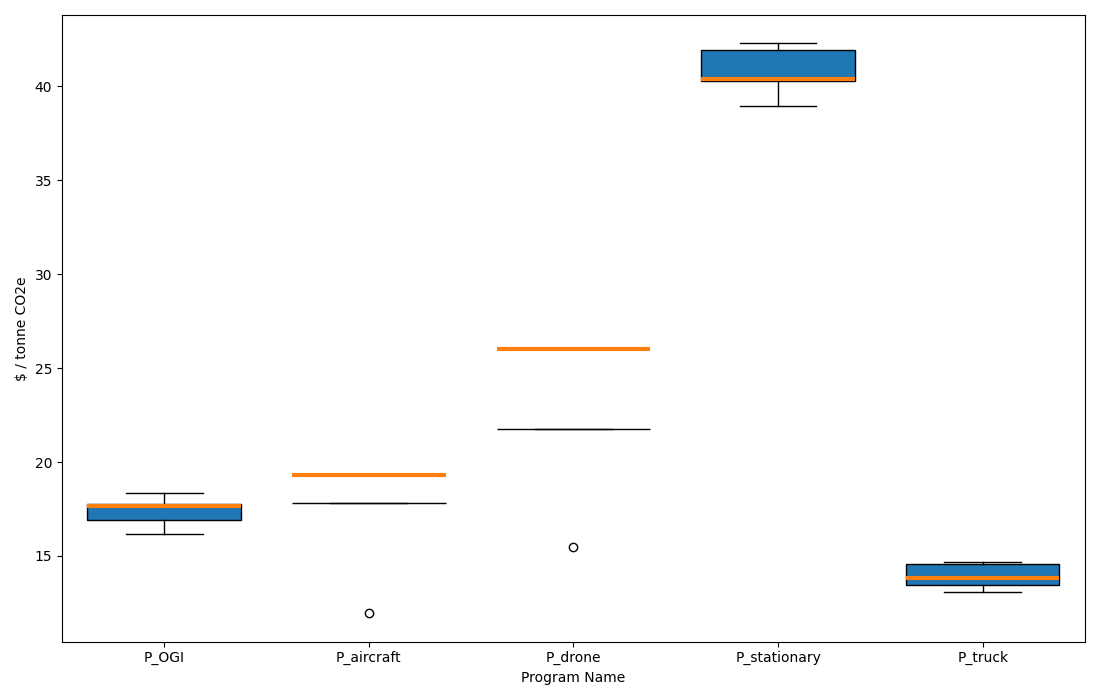 $ / tonne CO2e
40
35
30
25
20
15
P_OGI P_aircraft P_drone P_stationary P_truck
Program Name